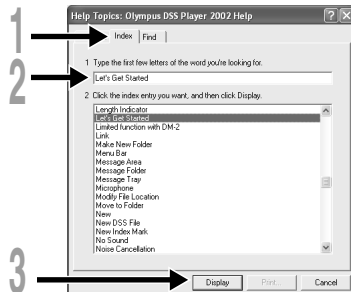 Help Topics: Olympus DSS Player 2002 Help
1
Index Find
1 Type the first few letters of the word you're looking for.
2
Let's Get Started
2 Click the index entry you want, and then click Display.
Length Indicator
Let's Get Started
Limited function with DM-2
Link
Make New Folder
Menu Bar
Message Area
Message Folder
Message Tray
Microphone
Modify File Location
Move to Folder
New
New DSS File
New Index Mark
No Sound
Noise Cancellation
3
Display Print... Cancel